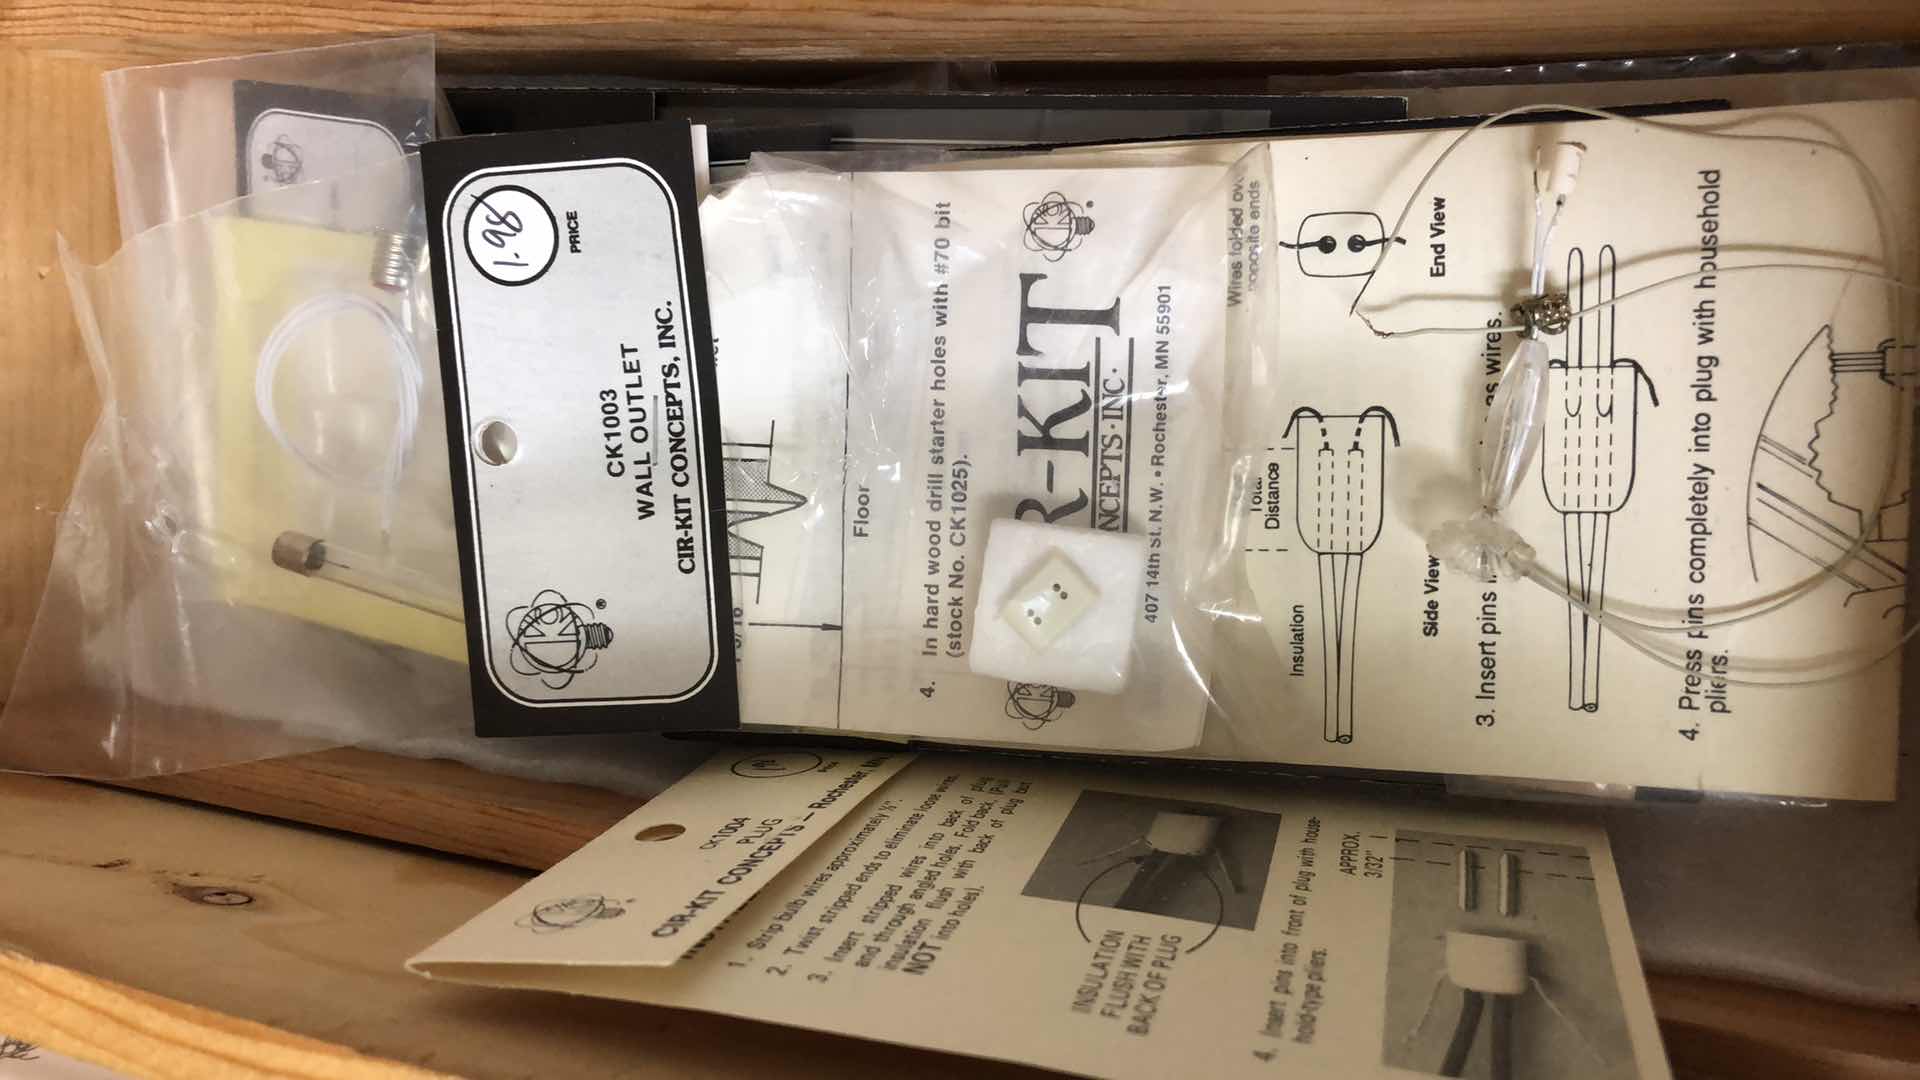 1.98
PRICE
CK1003
WALL OUTLET
CIR-KIT CONCEPTS, INC.
®
Floor
4. In hard wood drill starter holes with #70 bit
(stock No. CK1025).
R-KIT
®
NCEPTS·INC·
407 14th st. N.W. • Rochester, MN 55901
Wires folded
opposite ends
End View
Total
Distance
Insulation
Side View
3. Insert pins
as wires.
4. Press pins completely into plug with household
pliers.
PRICE
CK1004
PLUG
CIR-KIT CONCEPTS – Rochester,
1. Strip bulb wires approximately ½".
2. Twist stripped ends to eliminate loose wires.
3. Insert stripped wires into back of plug
and through angled holes. Fold back.
insulation flush with back of plug but
NOT into holes).
INSULATION
FLUSH WITH
BACK OF PLUG
4. Insert pins into front of plug with house-
hold-type pliers.
APPROX.
3/32"